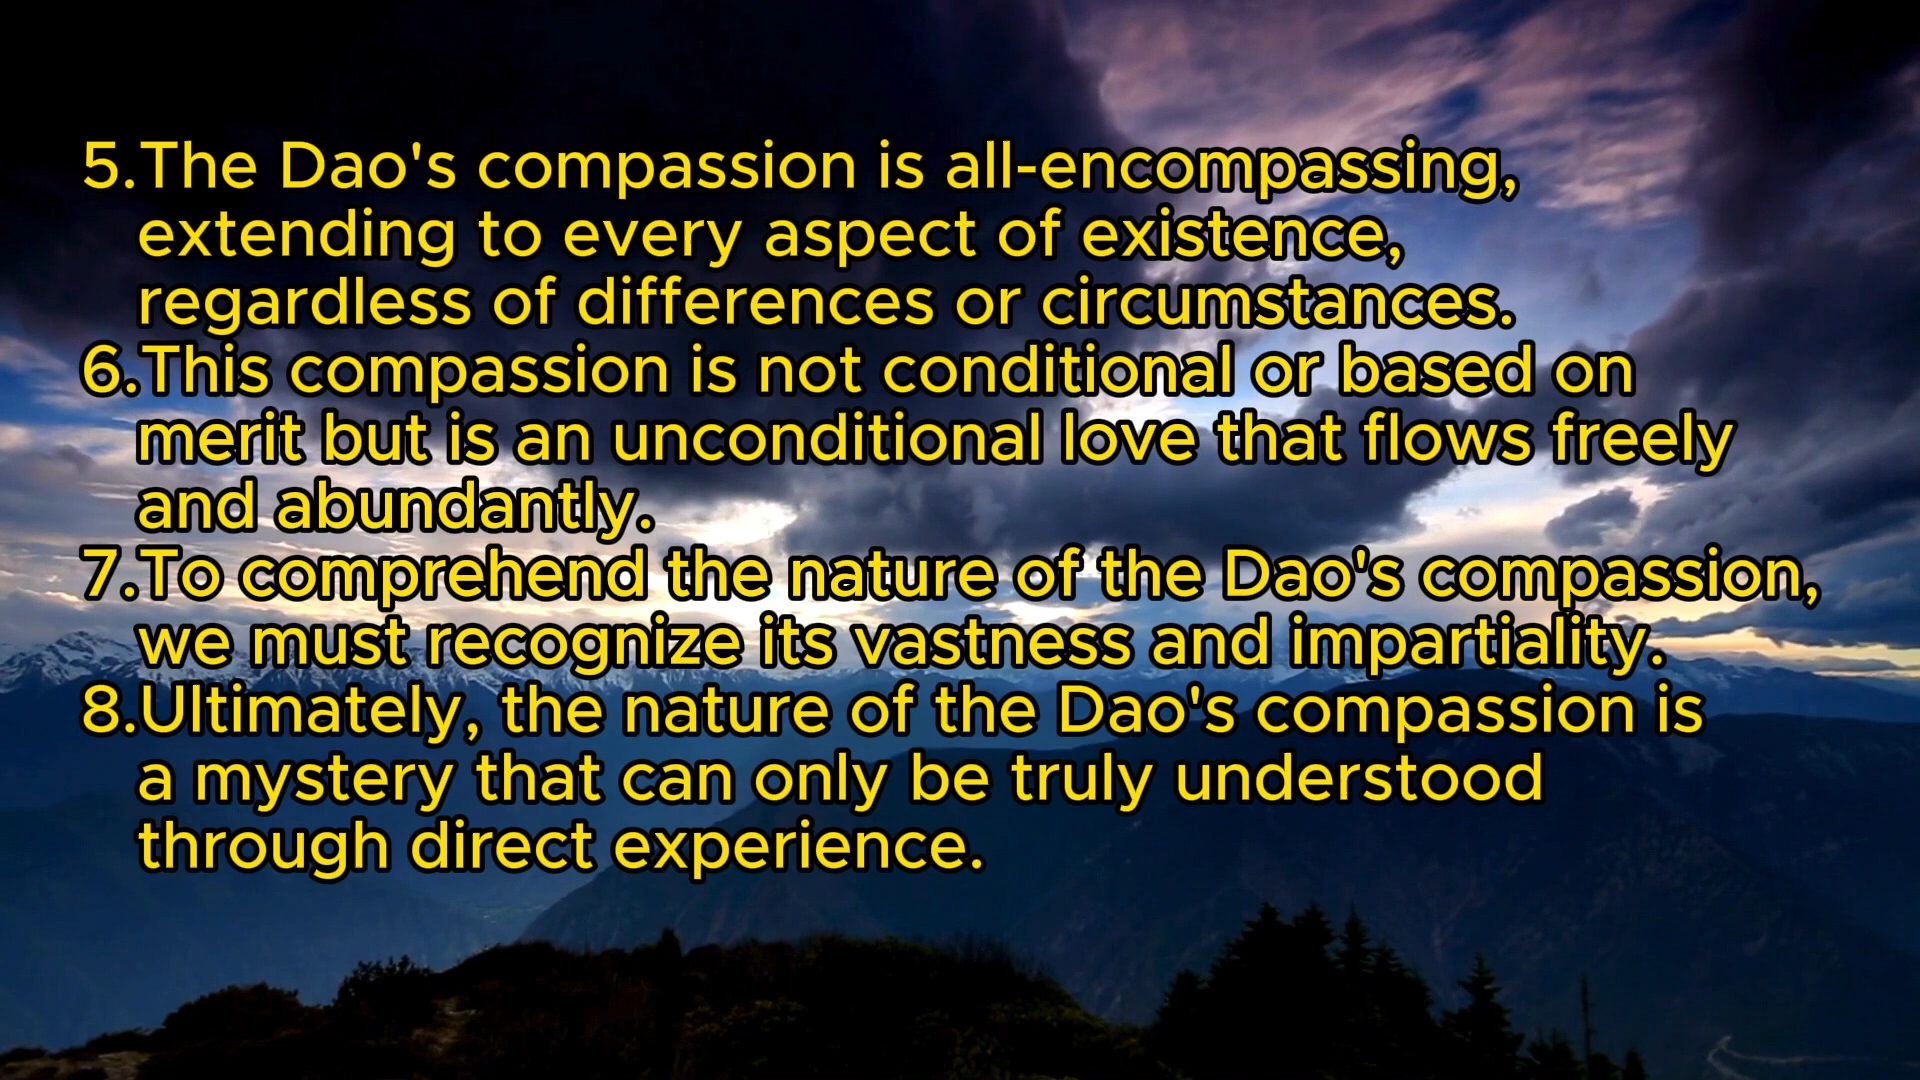 5.The Dao's compassion is all-encompassing,
extending to every aspect of existence,
regardless of differences or circumstances.
6.This compassion is not conditional or based on
merit but is an unconditional love that flows freely
and abundantly.
7.To comprehend the nature of the Dao's compassion,
we must recognize its vastness and impartiality.
8.Ultimately, the nature of the Dao's compassion is
a mystery that can only be truly understood
through direct experience.